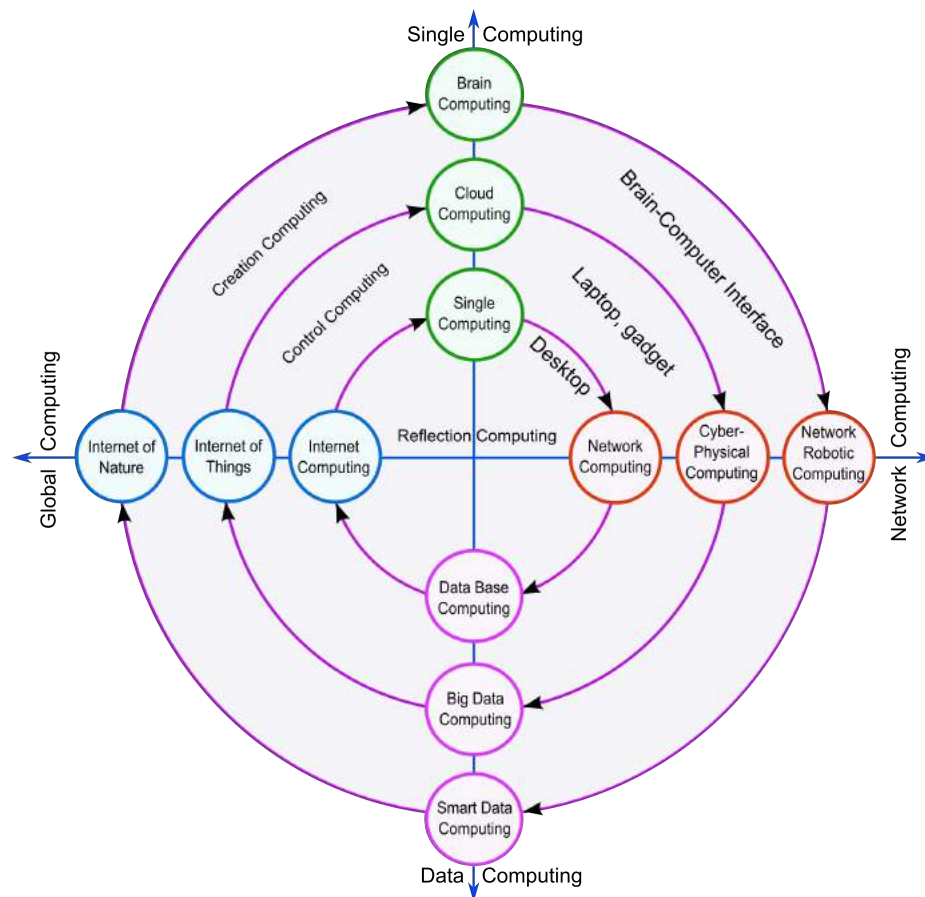 Single Computing
Brain
Computing
Cloud
Computing
Single
Computing
Creation Computing
Control Computing
Brain-Computer Interface
Laptop, gadget
Desktop
Global Computing
Internet of
Nature
Internet of
Things
Internet
Computing
Reflection Computing
Network
Computing
Cyber-
Physical
Computing
Network
Robotic
Computing
Network Computing
Data Base
Computing
Big Data
Computing
Smart Data
Computing
Data Computing